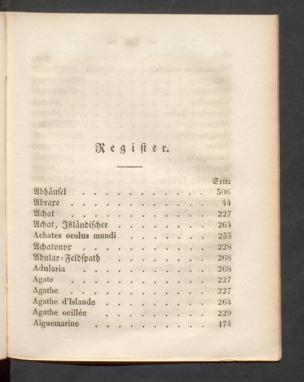 Register.
Seite
Abhäusel . . . . . . . . . . 306
Abraxe . . . . . . . . . . 44
Achat . . . . . . . . . . 227
Achat, Isländischer . . . . . . . 264
Achates oculus mundi . . . . . . 255
Achatonyx . . . . . . . . . 228
Adular-Feldspath . . . . . . . 268
Adularia . . . . . . . . . . 268
Agate . . . . . . . . . . 227
Agathe . . . . . . . . . . 227
Agathe d'Islande . . . . . . . 264
Agathe oeillée . . . . . . . . 229
Aiguemarine . . . . . . . . 174